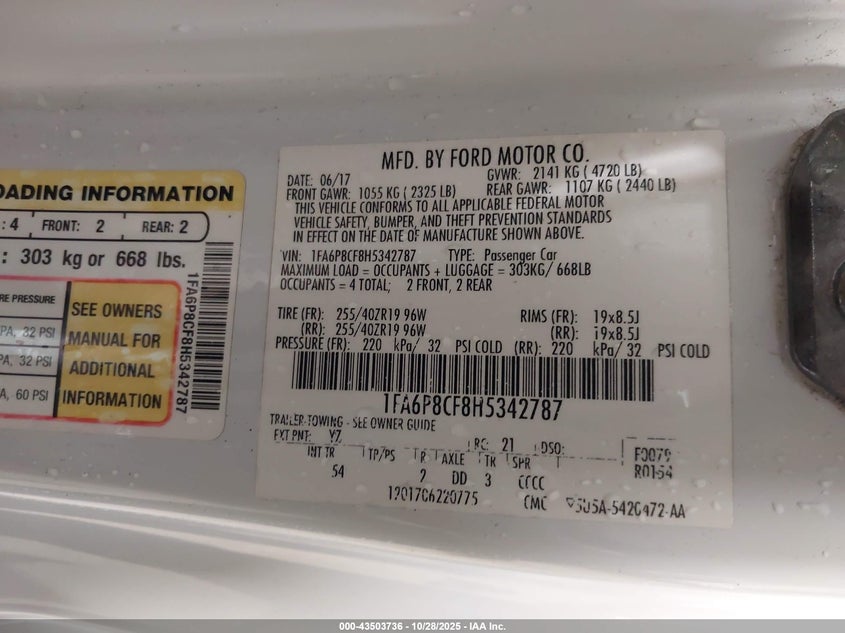 OADING INFORMATION
: 4 FRONT: 2 REAR: 2
: 303 kg or 668 lbs.
RE PRESSURE
PA, 32 PSI
PA, 32 PSI
A, 60 PSI
SEE OWNERS
MANUAL FOR
ADDITIONAL
INFORMATION
1FA6P8CF8H5342787
MFD. BY FORD MOTOR CO.
DATE: 06/17 GVWR: 2141 KG ( 4720 LB)
FRONT GAWR: 1055 KG ( 2325 LB) REAR GAWR: 1107 KG ( 2440 LB)
THIS VEHICLE CONFORMS TO ALL APPLICABLE FEDERAL MOTOR
VEHICLE SAFETY, BUMPER, AND THEFT PREVENTION STANDARDS
IN EFFECT ON THE DATE OF MANUFACTURE SHOWN ABOVE.
VIN: 1FA6P8CF8H5342787 TYPE: Passenger Car
MAXIMUM LOAD = OCCUPANTS + LUGGAGE = 303KG/ 668LB
OCCUPANTS = 4 TOTAL; 2 FRONT, 2 REAR
TIRE (FR): 255/40ZR19 96W RIMS (FR): 19x8.5J
(RR): 255/40ZR19 96W (RR): 19x8.5J
PRESSURE (FR): 220 kPa/ 32 PSI COLD (RR): 220 kPa/ 32 PSI COLD
1FA6P8CF8H5342787
TRAILER-TOWING - SEE OWNER GUIDE
EXT PNT: YZ RC: 21 DSO:
INT TR TP/PS R AXLE TR SPR
54 DD 3 CCCC
CMC
000-43503736 | 10/28/2025 | IAA Inc.